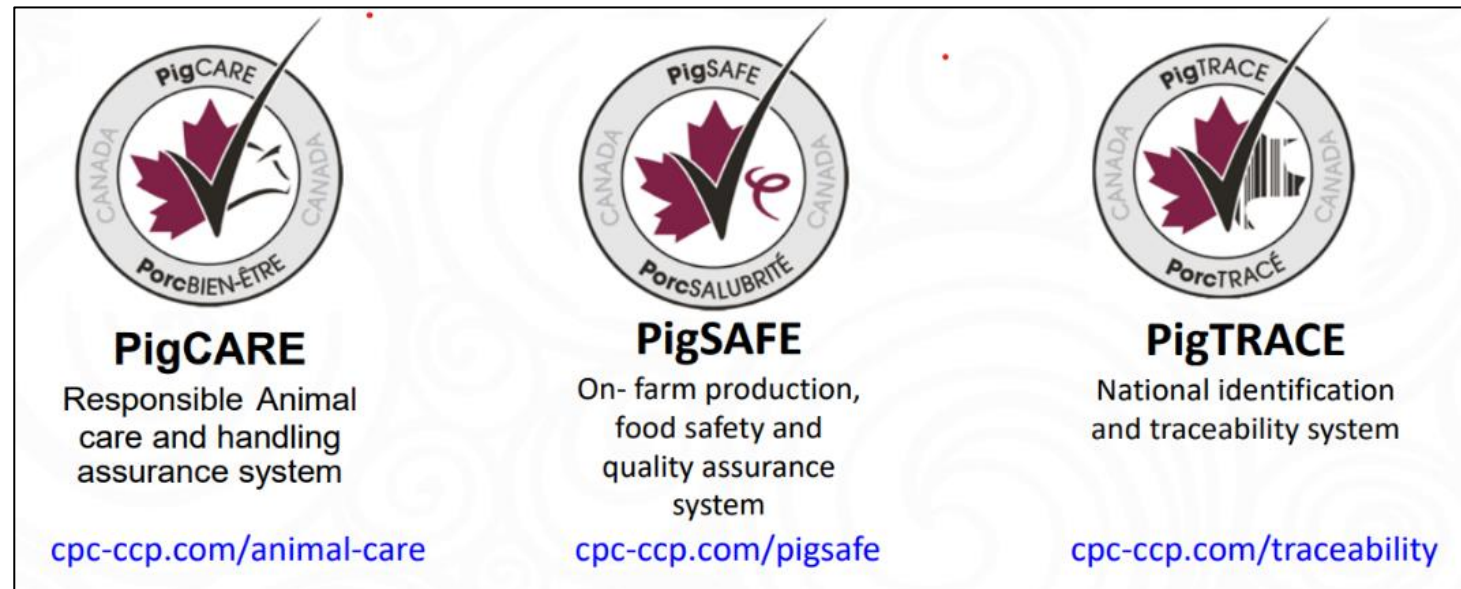 PigCARE
CANADA
CANADA
PorcBIEN-ÊTRE
PigCARE
Responsible Animal
care and handling
assurance system
cpc-ccp.com/animal-care
PigSAFE
CANADA
CANADA
PorcSALUBRITÉ
PigSAFE
On- farm production,
food safety and
quality assurance
system
cpc-ccp.com/pigsafe
PigTRACE
CANADA
CANADA
PorcTRACÉ
PigTRACE
National identification
and traceability system
cpc-ccp.com/traceability